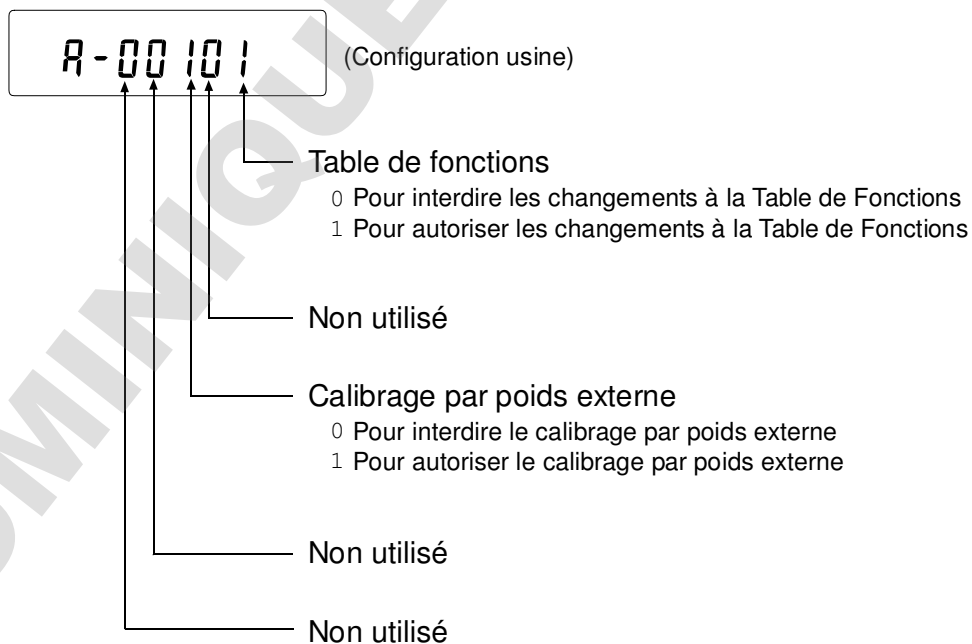 A-00101
(Configuration usine)
Table de fonctions
0 Pour interdire les changements à la Table de Fonctions
1 Pour autoriser les changements à la Table de Fonctions
Non utilisé
Calibrage par poids externe
0 Pour interdire le calibrage par poids externe
1 Pour autoriser le calibrage par poids externe
Non utilisé
Non utilisé
OMINIQUE